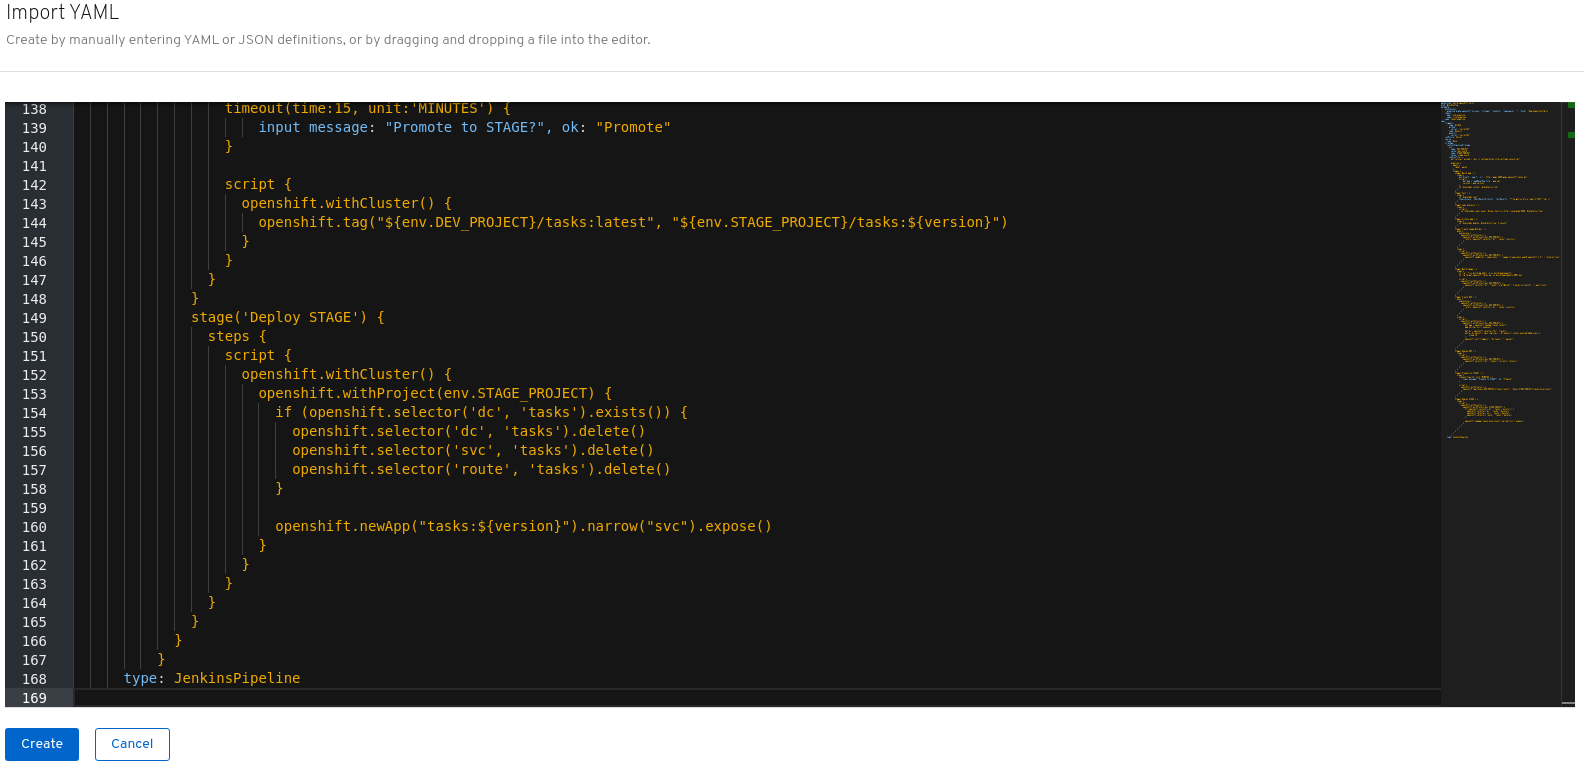 Import YAML
Create by manually entering YAML or JSON definitions, or by dragging and dropping a file into the editor.
138 timeout(time:15, unit:'MINUTES') {
139 input message: "Promote to STAGE?", ok: "Promote"
140 }
141
142 script {
143 openshift.withCluster() {
144 openshift.tag("${env.DEV_PROJECT}/tasks:latest", "${env.STAGE_PROJECT}/tasks:${version}")
145 }
146 }
147 }
148 }
149 stage('Deploy STAGE') {
150 steps {
151 script {
152 openshift.withCluster() {
153 openshift.withProject(env.STAGE_PROJECT) {
154 if (openshift.selector('dc', 'tasks').exists()) {
155 openshift.selector('dc', 'tasks').delete()
156 openshift.selector('svc', 'tasks').delete()
157 openshift.selector('route', 'tasks').delete()
158 }
159
160 openshift.newApp("tasks:${version}").narrow("svc").expose()
161 }
162 }
163 }
164 }
165 }
166 }
167 }
168 type: JenkinsPipeline
169
Create Cancel